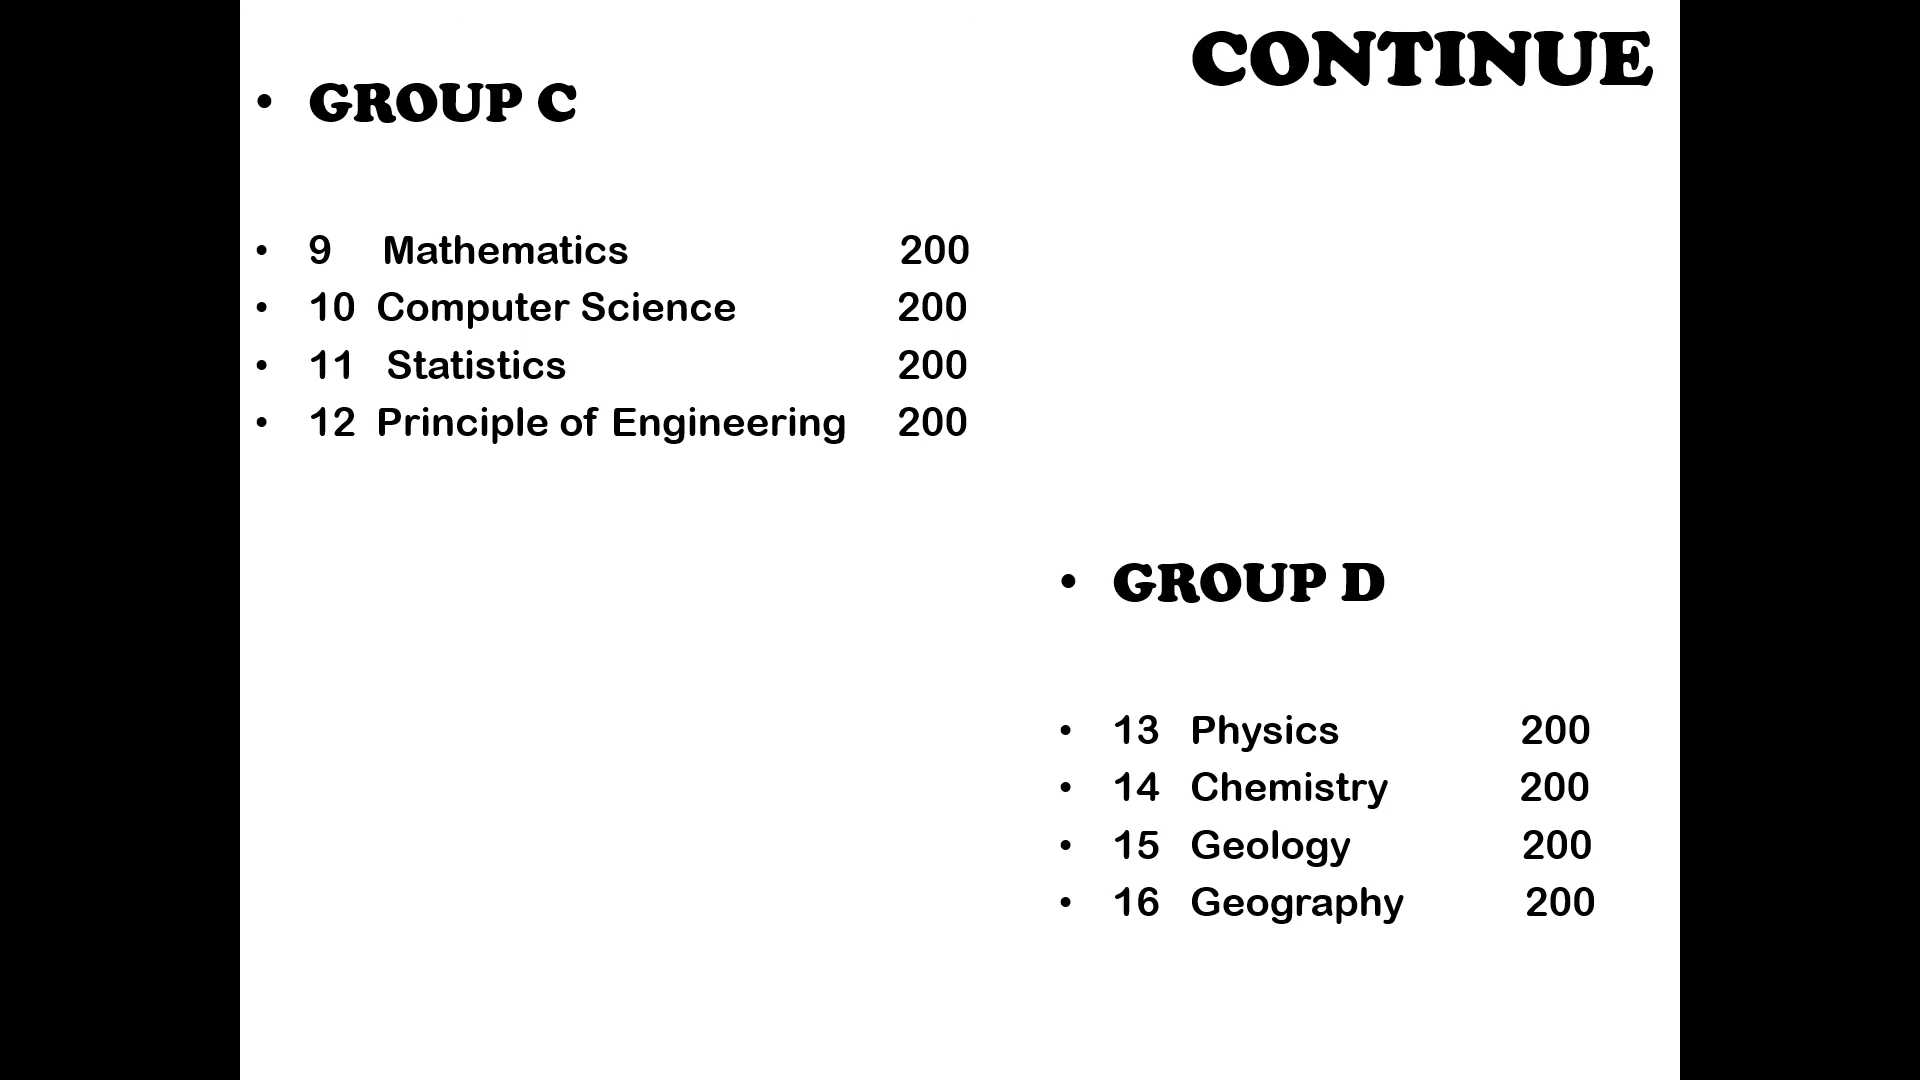 CONTINUE
• GROUP C
• 9 Mathematics 200
• 10 Computer Science 200
• 11 Statistics 200
• 12 Principle of Engineering 200
• GROUP D
• 13 Physics 200
• 14 Chemistry 200
• 15 Geology 200
• 16 Geography 200